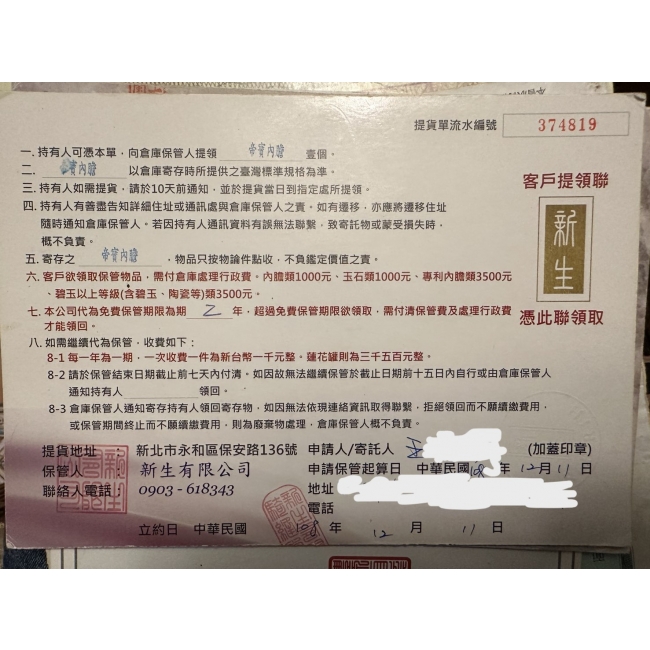 提貨單流水編號 374819
客戶提領聯
新生
憑此聯領取
一. 持有人可憑本單,向倉庫保管人提領 帝寶內膽 壹個。
二. 帝寶內膽 以倉庫寄存時所提供之臺灣標準規格為準。
三. 持有人如需提貨,請於10天前通知,並於提貨當日到指定處所提領。
四. 持有人有善盡告知詳細住址或通訊處與倉庫保管人之責。如有遷移,亦應將遷移住址
隨時通知倉庫保管人。若因持有人通訊資料有誤無法聯繫,致寄託物或蒙受損失時,
概不負責。
五. 寄存之 帝寶內膽 ,物品只按物論件點收,不負鑑定價值之責。
六. 客戶欲領取保管物品,需付倉庫處理行政費。內膽類1000元、玉石類1000元、專利內膽類3500元
、碧玉以上等級(含碧玉、陶瓷等)類3500元。
七. 本公司代為免費保管期限為期 乙 年,超過免費保管期限欲領取,需付清保管費及處理行政費
才能領回。
八. 如需繼續代為保管,收費如下:
8-1 每一年為一期,一次收費一件為新台幣一千元整。蓮花罐則為三千五百元整。
8-2 請於保管結束日期截止前七天內付清。如因故無法繼續保管於截止日期前十五日內自行或由倉庫保管人
通知持有人 領回。
8-3 倉庫保管人通知寄存持有人領回寄存物,如因無法依現連絡資訊取得聯繫,拒絕領回而不願續繳費用,
或保管期間終止而不願續繳費用,則為廢棄物處理,倉庫保管人概不負責。
提貨地址 新北市永和區保安路136號
保管人 新生有限公司
聯絡人電話: 0903-618343
申請人/寄託人 (加蓋印章)
申請保管起算日 中華民國108年12月11日
地址
電話
立約日 中華民國 108 年 12 月 11 日